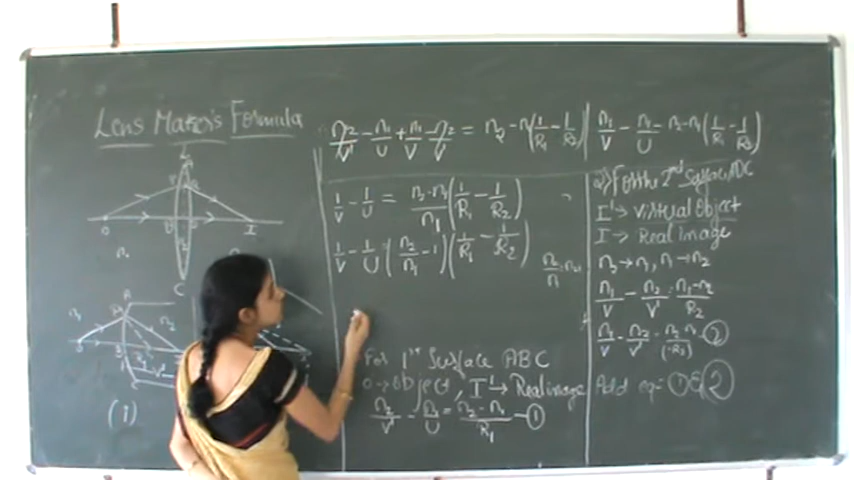 Lens Maker's Formula
A
O
I
C
n₁
A
n₂
(1)
n₂/V' - n₁/U + n₁/V - n₂/V' = n₂-n₁(1/R₁ - 1/R₂)
1/V - 1/U = n₂-n₁/n₁ (1/R₁ - 1/R₂)
1/V - 1/U (n₂/n₁ - 1)(1/R₁ - 1/R₂)
For 1st Surface ABC
O → object, I' → Real image
n₂/V' - n₁/U = n₂-n₁/R₁ — ①
n₁/V - n₁/U = n₂-n₁(1/R₁ - 1/R₂)
2) For the 2nd Surface ADC
I' → Virtual Object
I → Real image
n₂ → n₁, n₁ → n₂
n₁/V - n₂/V' = n₁-n₂/R₂
n₁/V - n₂/V' = n₂-n₁/(-R₂) ②
Add eqn ① & ②